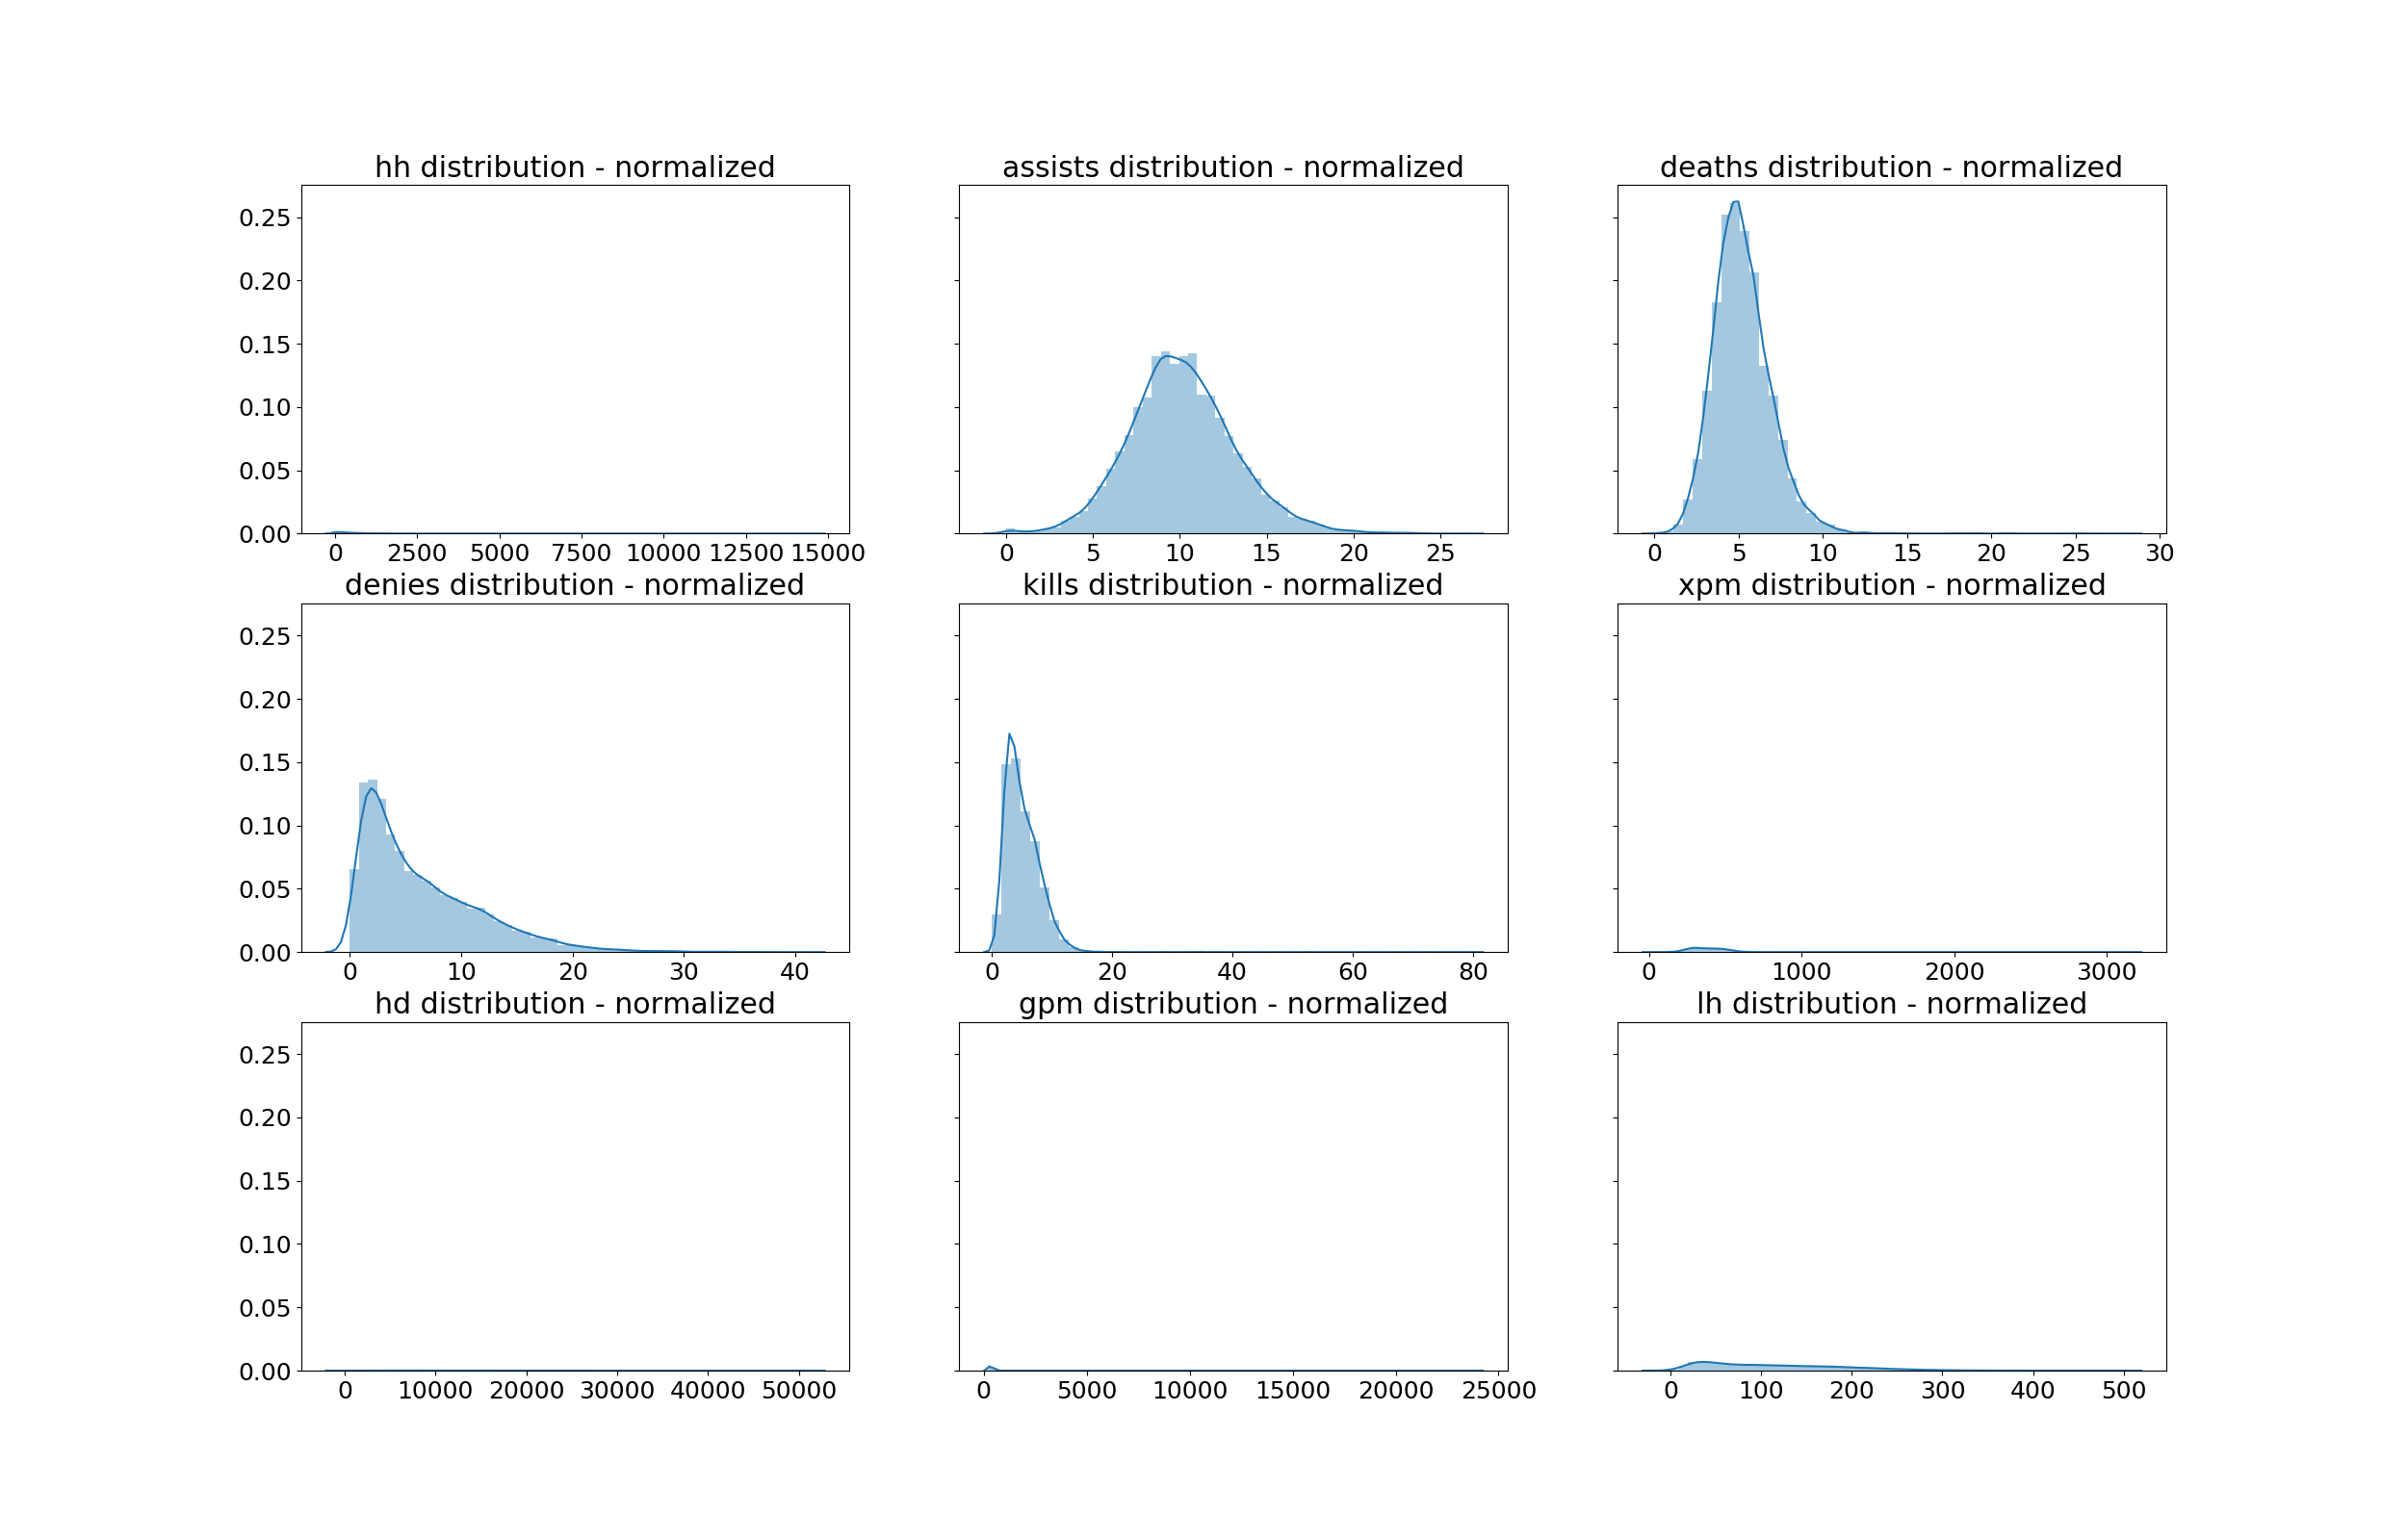 hh distribution - normalized
assists distribution - normalized
deaths distribution - normalized
0.25
0.20
0.15
0.10
0.05
0.00
0 2500 5000 7500 10000 12500 15000
0 5 10 15 20 25
0 5 10 15 20 25 30
denies distribution - normalized
kills distribution - normalized
xpm distribution - normalized
0.25
0.20
0.15
0.10
0.05
0.00
0 10 20 30 40
0 20 40 60 80
0 1000 2000 3000
hd distribution - normalized
gpm distribution - normalized
lh distribution - normalized
0.25
0.20
0.15
0.10
0.05
0.00
0 10000 20000 30000 40000 50000
0 5000 10000 15000 20000 25000
0 100 200 300 400 500